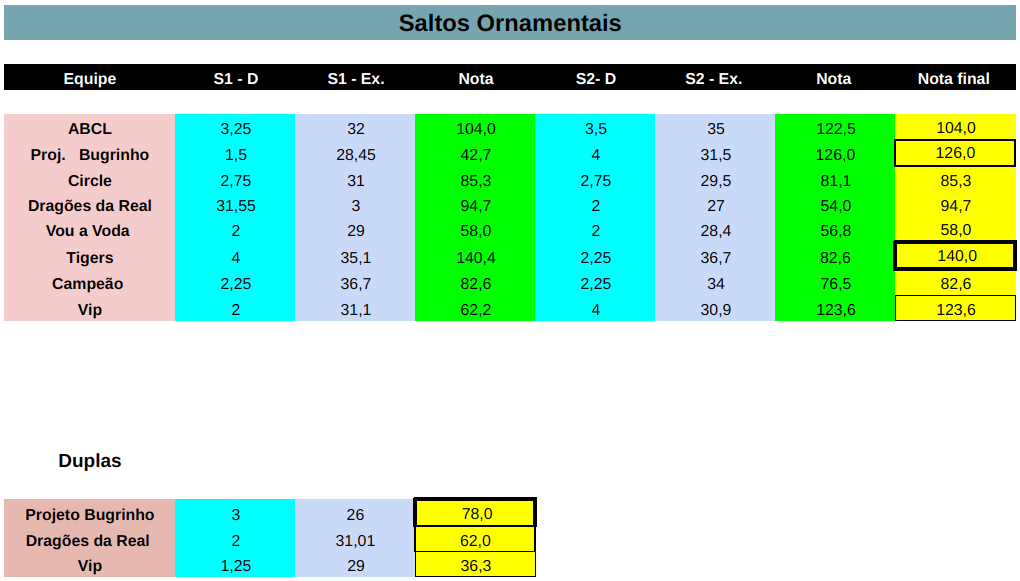 Saltos Ornamentais
Equipe S1 - D S1 - Ex. Nota S2- D S2 - Ex. Nota Nota final
ABCL 3,25 32 104,0 3,5 35 122,5 104,0
Proj. Bugrinho 1,5 28,45 42,7 4 31,5 126,0 126,0
Circle 2,75 31 85,3 2,75 29,5 81,1 85,3
Dragões da Real 31,55 3 94,7 2 27 54,0 94,7
Vou a Voda 2 29 58,0 2 28,4 56,8 58,0
Tigers 4 35,1 140,4 2,25 36,7 82,6 140,0
Campeão 2,25 36,7 82,6 2,25 34 76,5 82,6
Vip 2 31,1 62,2 4 30,9 123,6 123,6
Duplas
Projeto Bugrinho 3 26 78,0
Dragões da Real 2 31,01 62,0
Vip 1,25 29 36,3